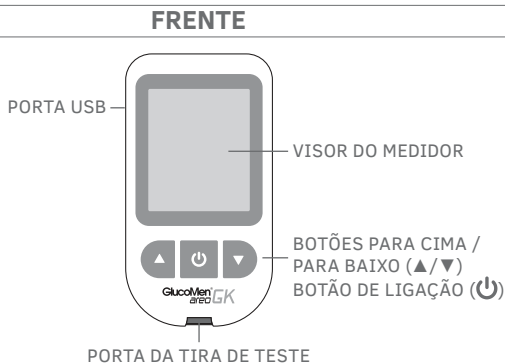 FRENTE
PORTA USB
VISOR DO MEDIDOR
BOTÕES PARA CIMA /
PARA BAIXO (▲/▼)
BOTÃO DE LIGAÇÃO (⏻)
GlucoMen
areo GK
PORTA DA TIRA DE TESTE